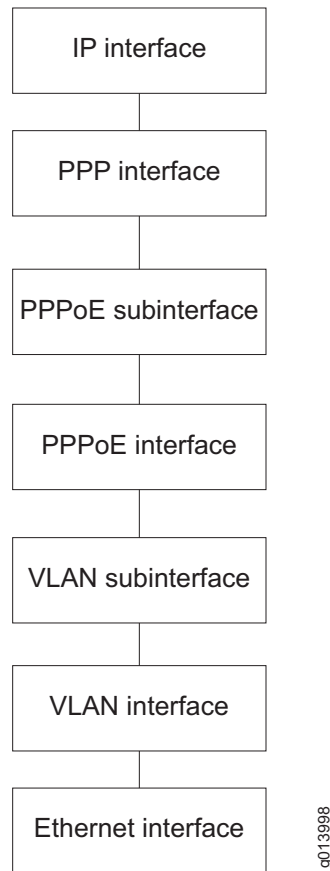 IP interface
PPP interface
PPPoE subinterface
PPPoE interface
VLAN subinterface
VLAN interface
Ethernet interface
g013998